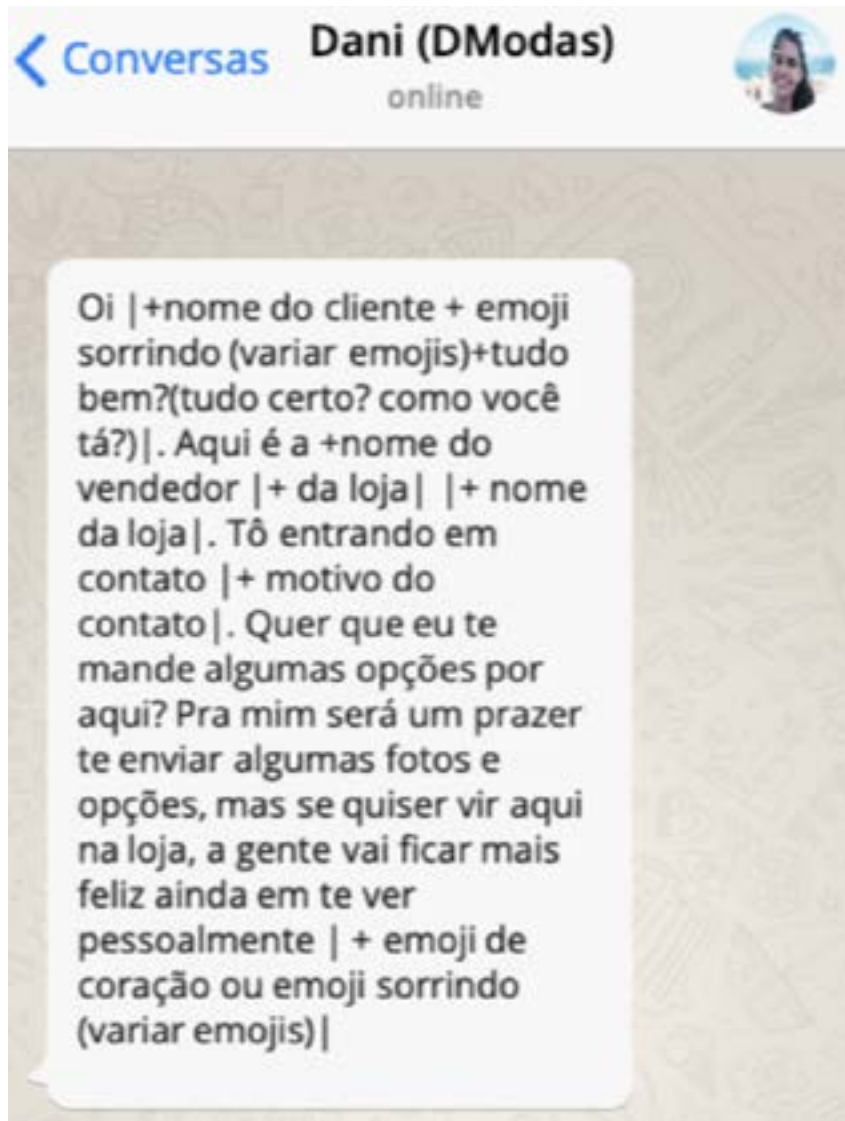 Conversas
Dani (DModas)
online
Oi |+nome do cliente + emoji
sorrindo (variar emojis)+tudo
bem?(tudo certo? como você
tá?)|. Aqui é a +nome do
vendedor |+ da loja| |+ nome
da loja|. Tô entrando em
contato |+ motivo do
contato|. Quer que eu te
mande algumas opções por
aqui? Pra mim será um prazer
te enviar algumas fotos e
opções, mas se quiser vir aqui
na loja, a gente vai ficar mais
feliz ainda em te ver
pessoalmente | + emoji de
coração ou emoji sorrindo
(variar emojis)|